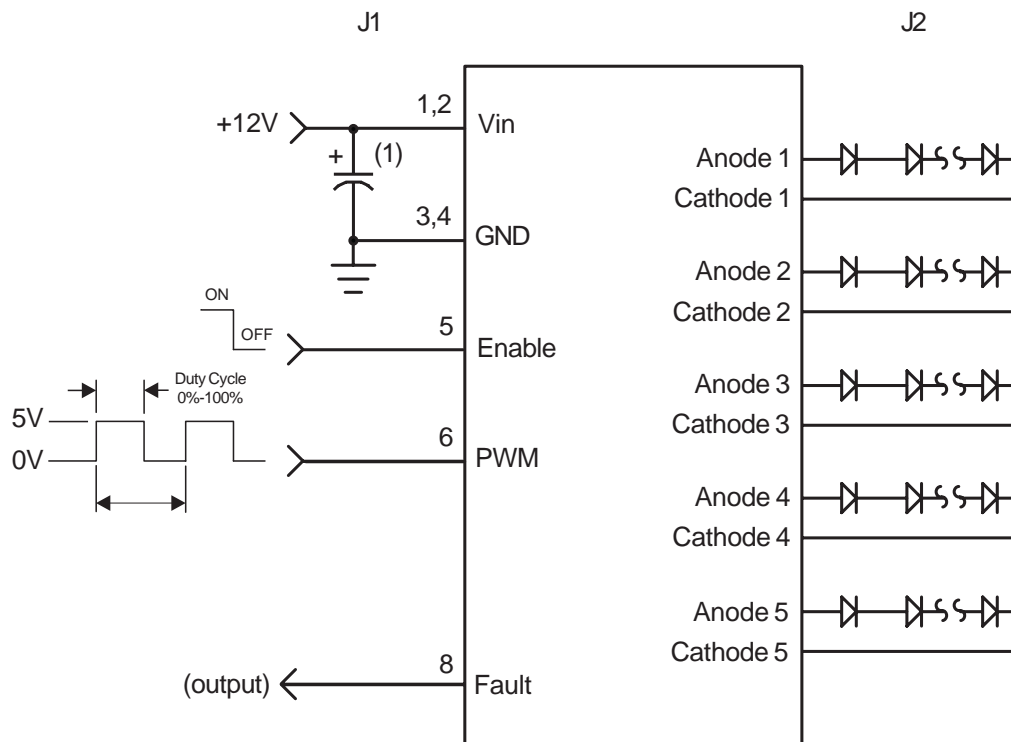 J1
J2
1,2
+12V
Vin
+
(1)
3,4
GND
ON
OFF
5
Enable
Duty Cycle
0%-100%
5V
0V
6
PWM
8
(output)
Fault
Anode 1
Cathode 1
Anode 2
Cathode 2
Anode 3
Cathode 3
Anode 4
Cathode 4
Anode 5
Cathode 5